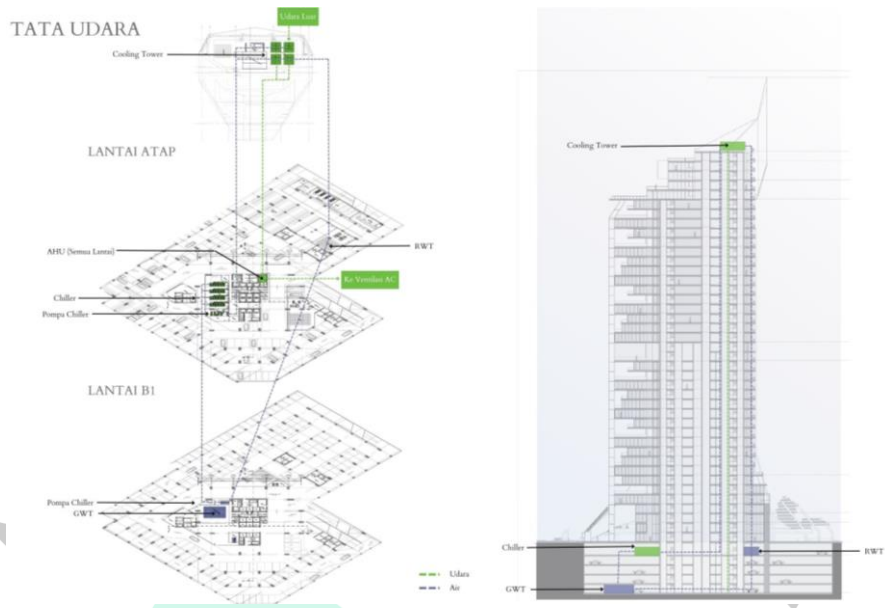 TATA UDARA
Udara Luar
Cooling Tower
LANTAI ATAP
AHU (Semua Lantai)
RWT
Ke Ventilasi AC
Chiller
Pompa Chiller
LANTAI B1
Pompa Chiller
GWT
Udara
Air
Cooling Tower
Chiller
RWT
GWT